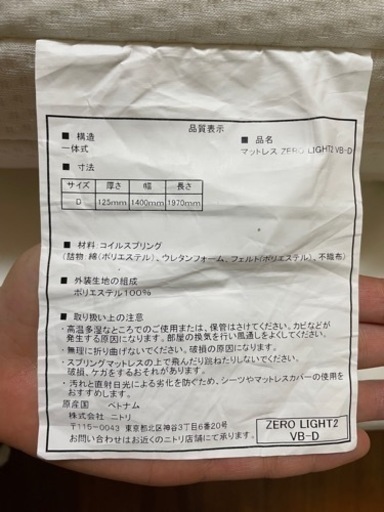 品質表示
■ 構造
一体式
■ 品名
マットレス ZERO LIGHT2 VB-D
■ 寸法
サイズ 厚さ 幅 長さ
D 125mm 1400mm 1970mm
■ 材料 コイルスプリング
(詰物 綿(ポリエステル)、ウレタンフォーム、フェルト(ポリエステル)、不織布)
■ 外装生地の組成
ポリエステル100%
■ 取り扱い上の注意
・高温多湿なところでのご使用または、保管はさけてください。カビなどが
発生する原因になります。部屋の換気を行い風通しをよくしてください。
・無理に折り曲げないでください。破損の原因になります。
・スプリングマットレスの上で飛んだり跳ねたりしないでください。
破損、ケガをするおそれがあります。
・汚れと直射日光による劣化を防ぐため、シーツやマットレスカバーの使用を
おすすめします。
原産国 ベトナム
株式会社 ニトリ
〒115-0043 東京都北区神谷3丁目6番20号
お問い合わせはお近くのニトリ店舗にて承ります。
ZERO LIGHT2
VB-D